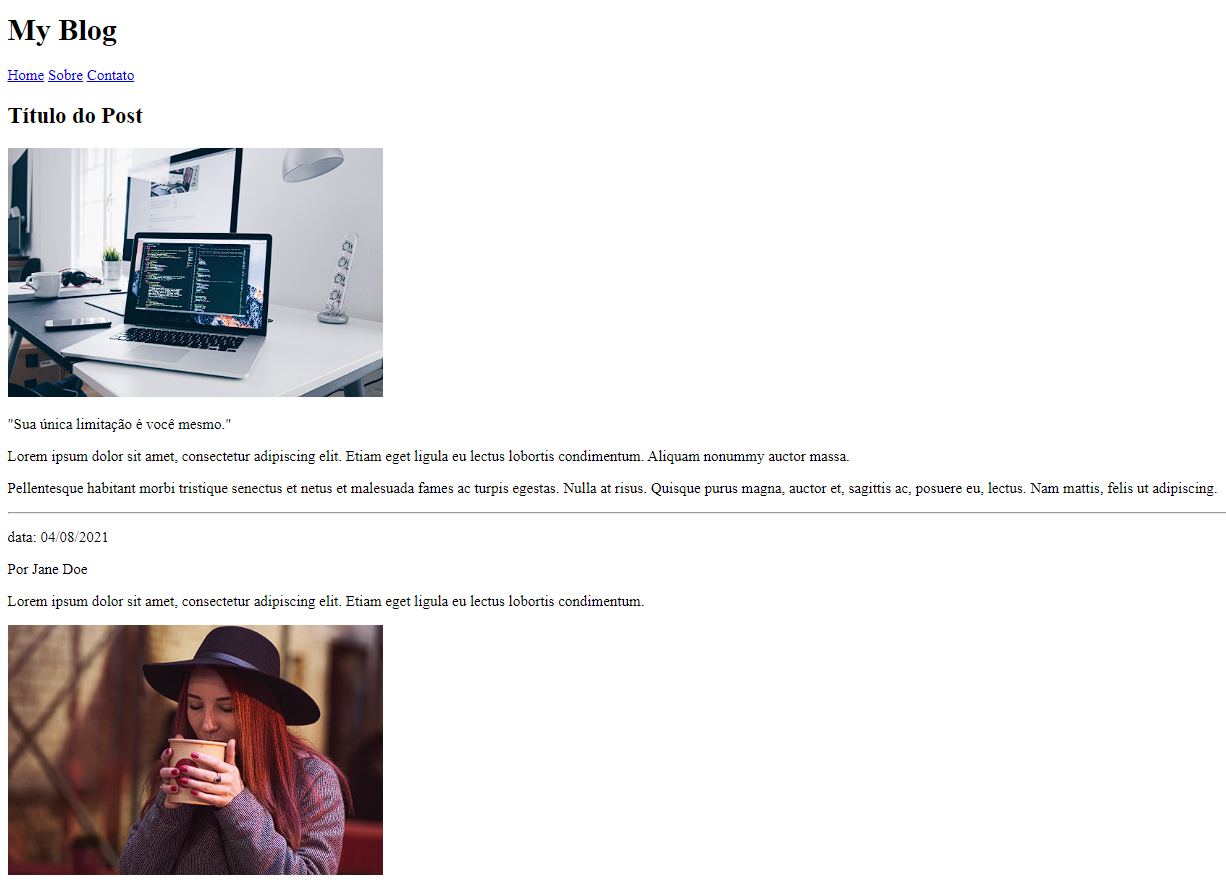 My Blog
Home Sobre Contato
Título do Post
"Sua única limitação é você mesmo."
Lorem ipsum dolor sit amet, consectetur adipiscing elit. Etiam eget ligula eu lectus lobortis condimentum. Aliquam nonummy auctor massa.
Pellentesque habitant morbi tristique senectus et netus et malesuada fames ac turpis egestas. Nulla at risus. Quisque purus magna, auctor et, sagittis ac, posuere eu, lectus. Nam mattis, felis ut adipiscing.
data: 04/08/2021
Por Jane Doe
Lorem ipsum dolor sit amet, consectetur adipiscing elit. Etiam eget ligula eu lectus lobortis condimentum.